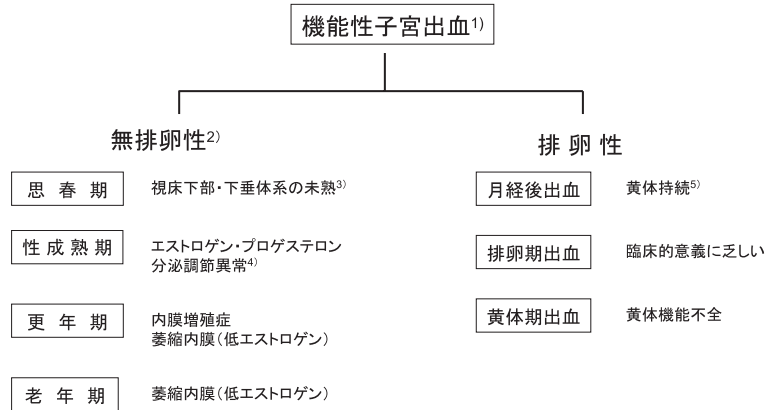 機能性子宮出血1)
無排卵性2)
思春期 視床下部・下垂体系の未熟3)
性成熟期 エストロゲン・プロゲステロン
分泌調節異常4)
更年期 内膜増殖症
萎縮内膜(低エストロゲン)
老年期 萎縮内膜(低エストロゲン)
排卵性
月経後出血 黄体持続5)
排卵期出血 臨床的意義に乏しい
黄体期出血 黄体機能不全